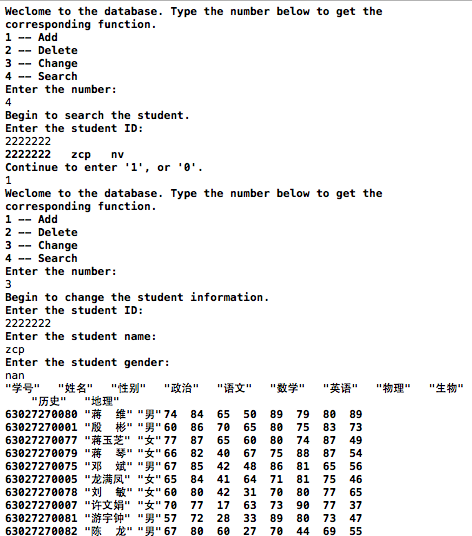 Weclome to the database. Type the number below to get the
corresponding function.
1 -- Add
2 -- Delete
3 -- Change
4 -- Search
Enter the number:
4
Begin to search the student.
Enter the student ID:
2222222
2222222 zcp nv
Continue to enter '1', or '0'.
1
Weclome to the database. Type the number below to get the
corresponding function.
1 -- Add
2 -- Delete
3 -- Change
4 -- Search
Enter the number:
3
Begin to change the student information.
Enter the student ID:
2222222
Enter the student name:
zcp
Enter the student gender:
nan
"学号" "姓名" "性别" "政治" "语文" "数学" "英语" "物理" "生物"
"历史" "地理"
63027270080 "蒋 维" "男"74 84 65 50 89 79 80 89
63027270001 "殷 彬" "男"60 86 70 65 80 75 83 73
63027270077 "蒋玉芝" "女"77 87 65 60 80 74 87 49
63027270079 "蒋 琴" "女"66 82 40 67 75 88 87 54
63027270075 "邓 斌" "男"67 85 42 48 86 81 65 56
63027270005 "龙满凤" "女"65 84 41 64 71 81 75 46
63027270078 "刘 敏" "女"60 80 42 31 70 80 77 65
63027270007 "许文娟" "女"70 77 17 63 73 90 77 37
63027270081 "游宇钟" "男"57 72 28 33 89 80 73 47
63027270082 "陈 龙" "男"67 80 60 27 70 44 69 55